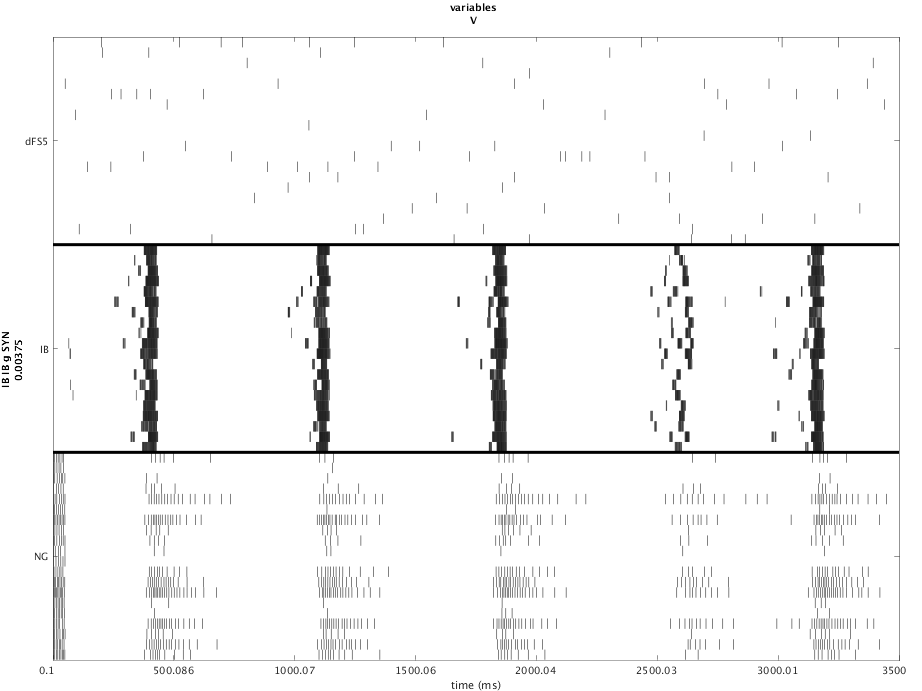 variables
V
dFS5
IB
NG
IB IB g SYN
0.00375
0.1
500.086
1000.07
1500.06
2000.04
2500.03
3000.01
3500
time (ms)